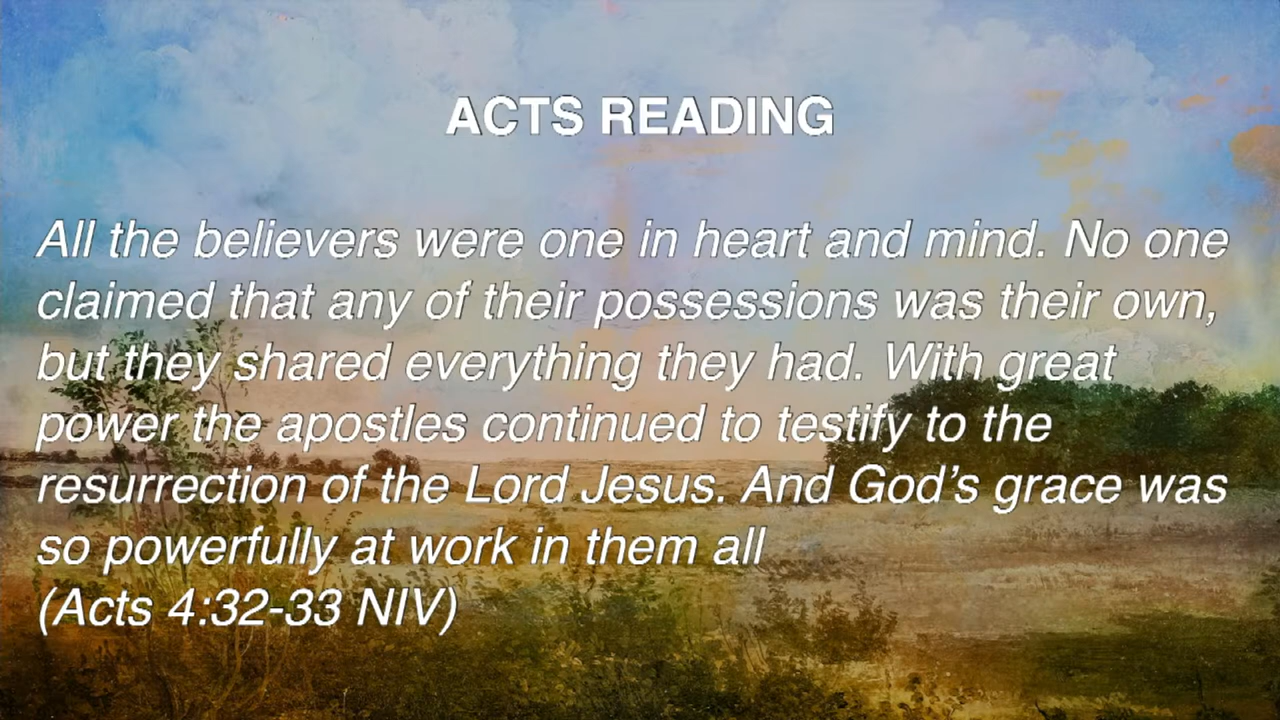 ACTS READING
All the believers were one in heart and mind. No one
claimed that any of their possessions was their own,
but they shared everything they had. With great
power the apostles continued to testify to the
resurrection of the Lord Jesus. And God’s grace was
so powerfully at work in them all
(Acts 4:32-33 NIV)